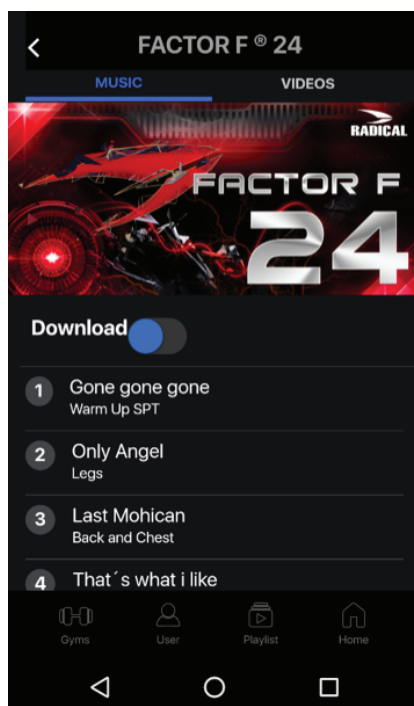 FACTOR F ® 24
MUSIC
VIDEOS
RADICAL
FACTOR F
24
Download
1
Gone gone gone
Warm Up SPT
2
Only Angel
Legs
3
Last Mohican
Back and Chest
4
That´s what i like
Gyms
User
Playlist
Home